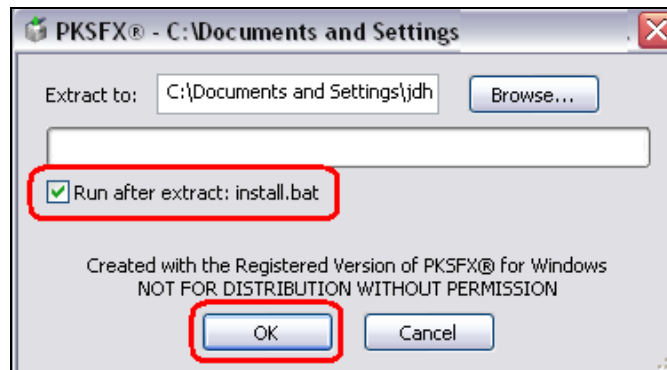 PKSFX® - C:\Documents and Settings
Extract to: C:\Documents and Settings\jdh Browse...
Run after extract: install.bat
Created with the Registered Version of PKSFX® for Windows
NOT FOR DISTRIBUTION WITHOUT PERMISSION
OK Cancel